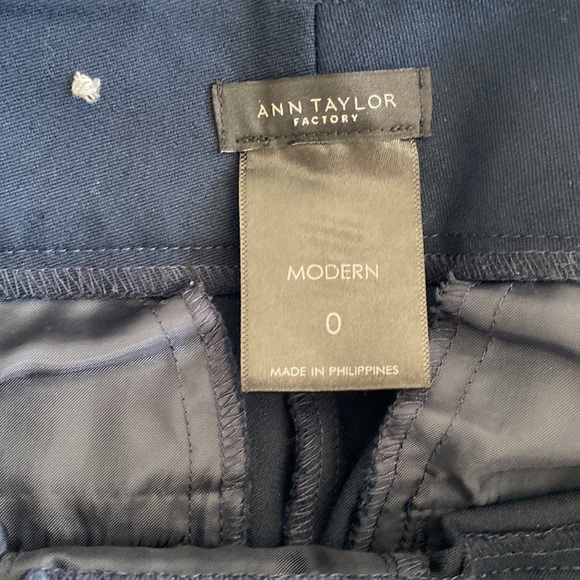 ANN TAYLOR
FACTORY
MODERN
0
MADE IN PHILIPPINES